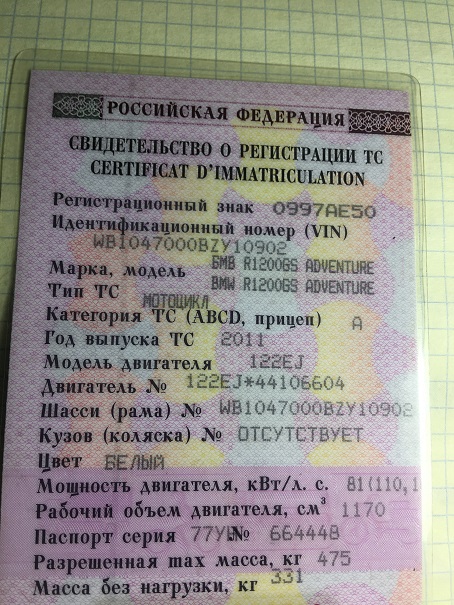 РОССИЙСКАЯ ФЕДЕРАЦИЯ
СВИДЕТЕЛЬСТВО О РЕГИСТРАЦИИ ТС
CERTIFICAT D'IMMATRICULATION
Регистрационный знак 0997АЕ50
Идентификационный номер (VIN)
WB1047000BZY10902
Марка, модель БМВ R1200GS ADVENTURE
BMW R1200GS ADVENTURE
Тип ТС МОТОЦИКЛ
Категория ТС (ABCD, прицеп) А
Год выпуска ТС 2011
Модель двигателя 122EJ
Двигатель № 122EJ*44106604
Шасси (рама) № WB1047000BZY10902
Кузов (коляска) № ОТСУТСТВУЕТ
Цвет БЕЛЫЙ
Мощность двигателя, кВт/л. с. 81(110,1
Рабочий объем двигателя, см³ 1170
Паспорт серия № 664448
Разрешенная max масса, кг 475
Масса без нагрузки, кг 331